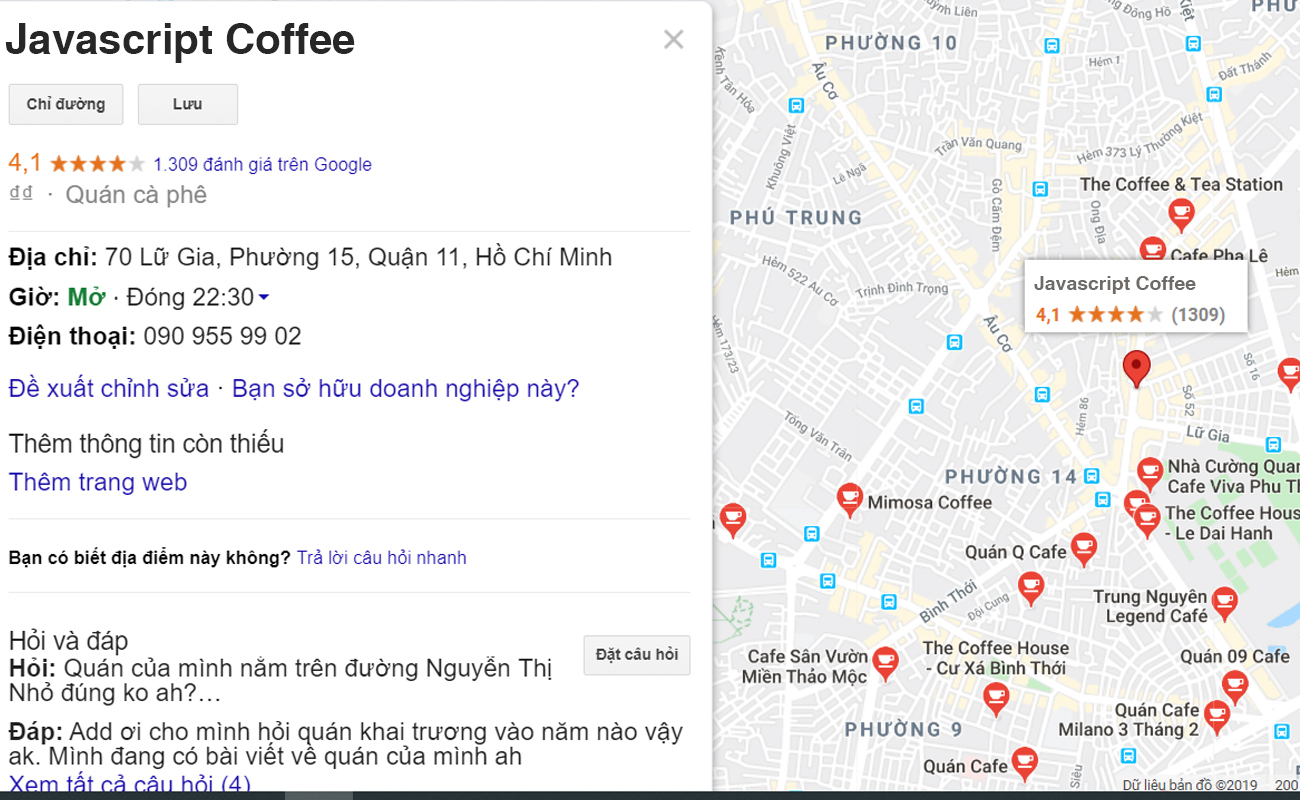 Javascript Coffee
Chỉ đường
Lưu
4,1
1.309 đánh giá trên Google
₫₫ · Quán cà phê
Địa chỉ: 70 Lữ Gia, Phường 15, Quận 11, Hồ Chí Minh
Giờ: Mở · Đóng 22:30
Điện thoại: 090 955 99 02
Đề xuất chỉnh sửa · Bạn sở hữu doanh nghiệp này?
Thêm thông tin còn thiếu
Thêm trang web
Bạn có biết địa điểm này không? Trả lời câu hỏi nhanh
Hỏi và đáp
Đặt câu hỏi
Hỏi: Quán của mình nằm trên đường Nguyễn Thị
Nhỏ đúng ko ah?...
Đáp: Add ơi cho mình hỏi quán khai trương vào năm nào vậy
ak. Mình đang có bài viết về quán của mình ah
Xem tất cả câu hỏi (4)
PHƯỜNG 10
Đồng Hồ
Kiệt
PHƯ
Âu Cơ
Hẻm 1
Đất Thánh
Kênh Tân Hóa
Khuông Việt
Trần Văn Quang
Hẻm 373 Lý Thường Kiệt
Lê Ngã
Gò Cẩm Đệm
Ong Địa
The Coffee & Tea Station
PHÚ TRUNG
Cafe Pha Lê
Hẻm 522 Âu Cơ
Trịnh Đình Trọng
Hẻm
Javascript Coffee
4,1
(1309)
Âu Cơ
Hẻm 173/23
Số 16
Số 52
Hẻm 86
Tống Văn Trân
Lữ Gia
PHƯỜNG 14
Nhà Cường Quan
Cafe Viva Phu Th
Mimosa Coffee
The Coffee Hous
- Le Dai Hanh
Quán Q Cafe
Bình Thới
Đội Cung
Trung Nguyên
Legend Café
The Coffee House
- Cư Xá Bình Thới
Cafe Sân Vườn
Miền Thảo Mộc
Quán 09 Cafe
Quán Cafe
Milano 3 Tháng 2
PHƯỜNG 9
Quán Cafe
Siêu
Dữ liệu bản đồ ©2019
200